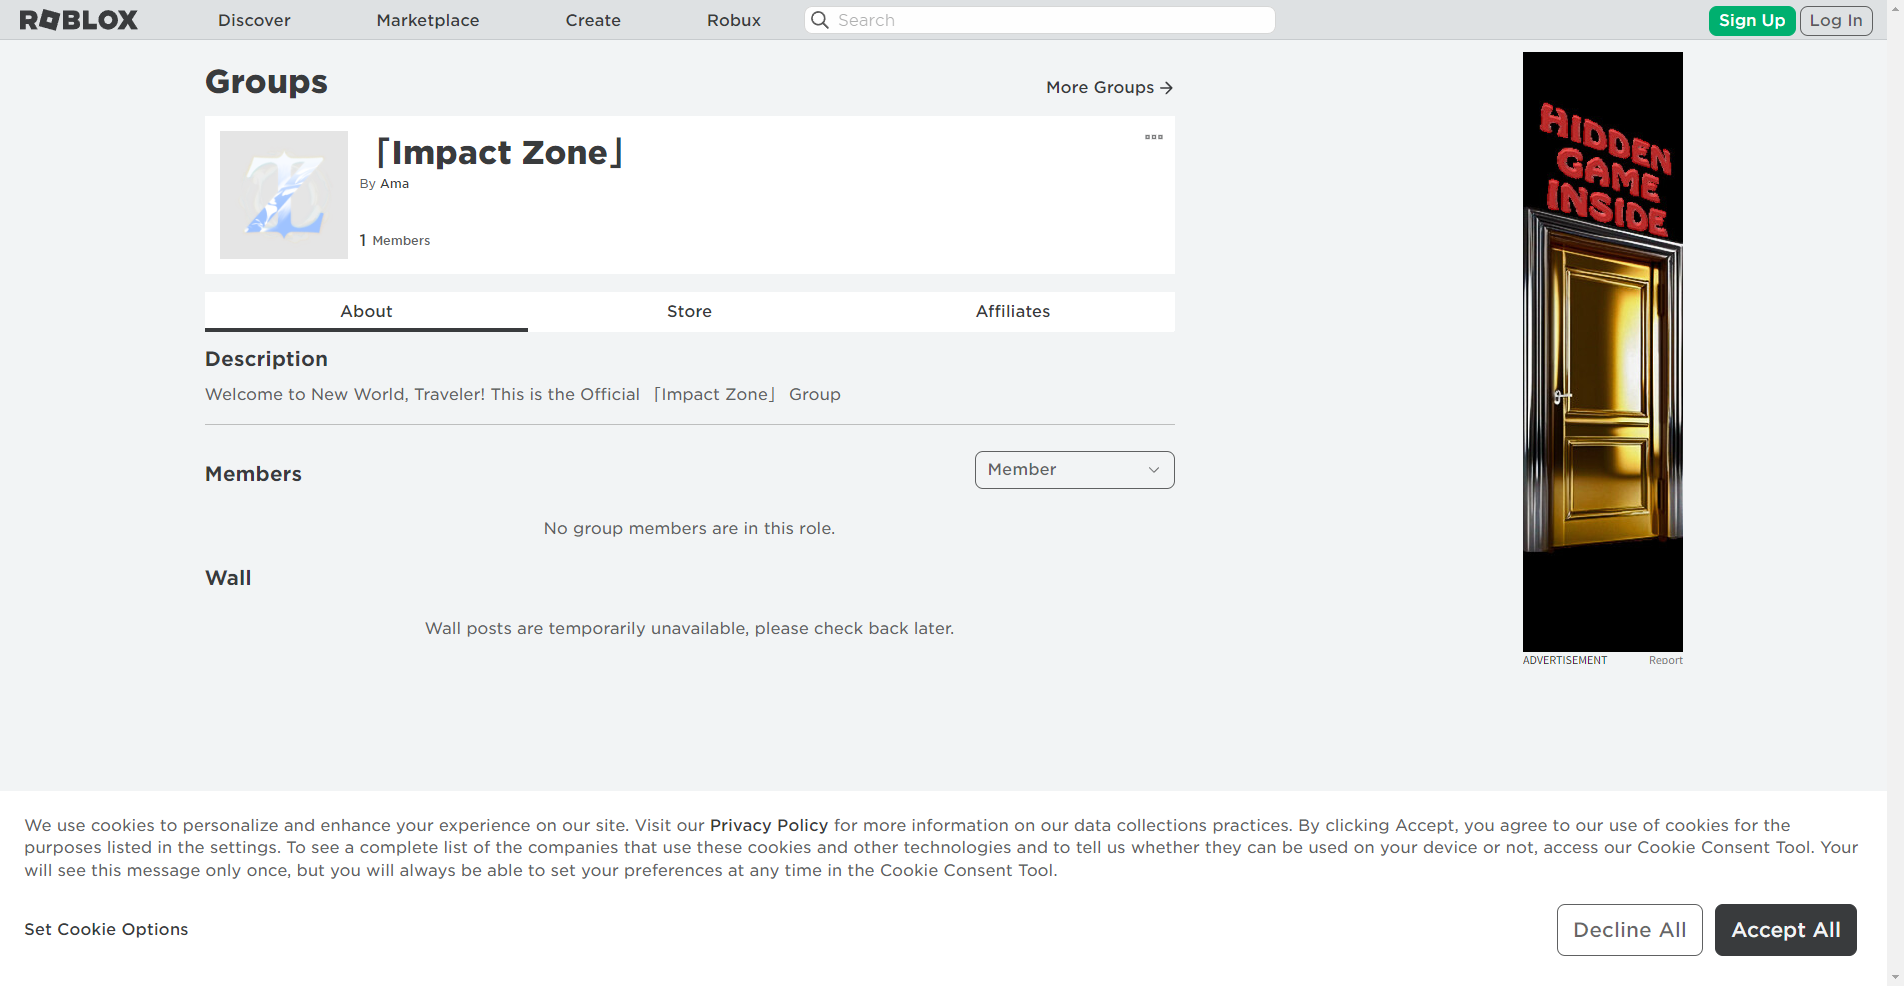 ROBLOX
Discover
Marketplace
Create
Robux
Search
Sign Up
Log In
Groups
More Groups
「Impact Zone」
By Ama
1 Members
About
Store
Affiliates
Description
Welcome to New World, Traveler! This is the Official 「Impact Zone」 Group
Members
Member
No group members are in this role.
Wall
Wall posts are temporarily unavailable, please check back later.
HIDDEN
GAME
INSIDE
ADVERTISEMENT
Report
We use cookies to personalize and enhance your experience on our site. Visit our Privacy Policy for more information on our data collections practices. By clicking Accept, you agree to our use of cookies for the
purposes listed in the settings. To see a complete list of the companies that use these cookies and other technologies and to tell us whether they can be used on your device or not, access our Cookie Consent Tool. Your
will see this message only once, but you will always be able to set your preferences at any time in the Cookie Consent Tool.
Set Cookie Options
Decline All
Accept All